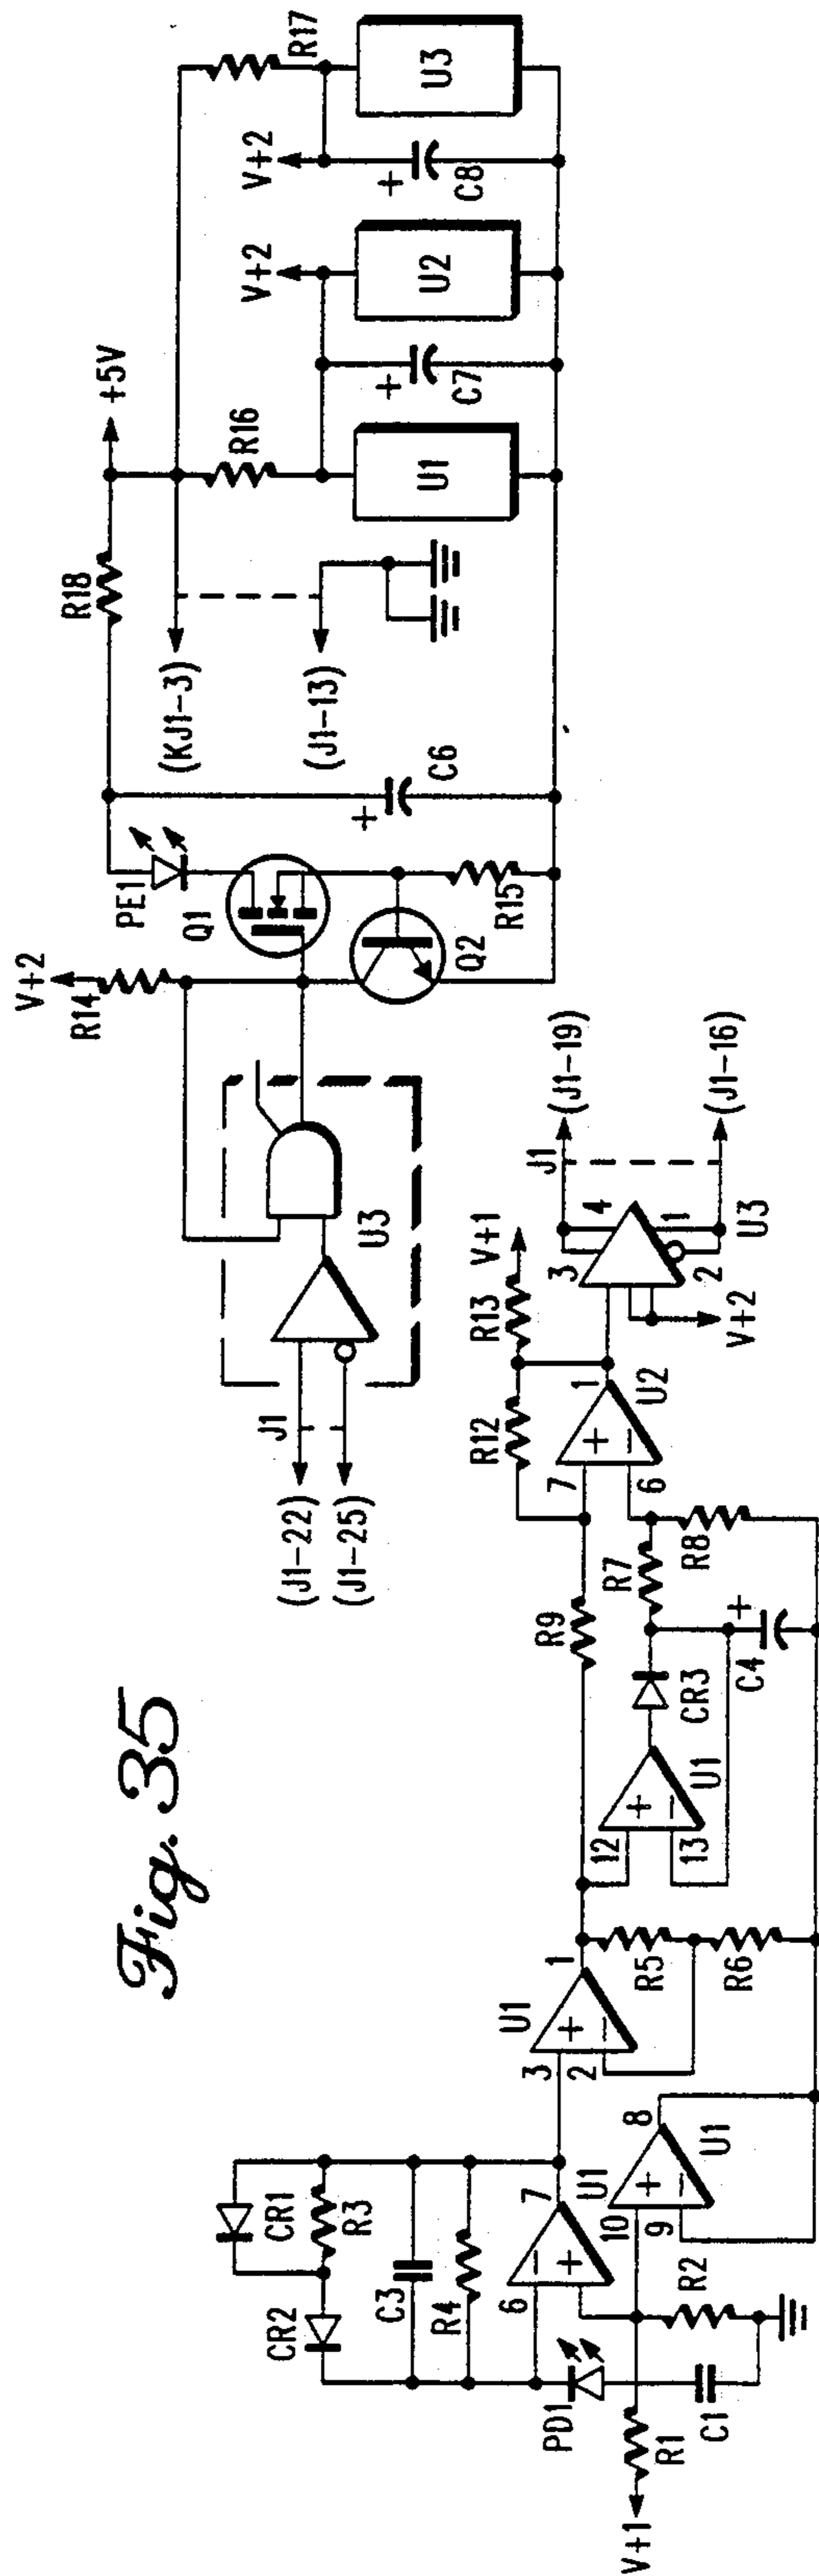 Fig. 35
V+2
R14
PE1
Q1
Q2
R15
C6
R18
+5V
(KJ1-3)
(J1-13)
R16
R17
V+2
V+2
U1
C7
+
U2
C8
+
U3
+
J1
(J1-22)
(J1-25)
U3
V+1
R1
R2
C1
PD1
CR2
CR1
R3
C3
R4
6
7
U1
−
+
10
9
8
U1
+
−
3
2
1
U1
+
−
R5
R6
R9
12
13
U1
+
−
CR3
C4
+
R7
R8
R12
R13
V+1
7
6
1
U2
+
−
3
4
1
2
U3
V+2
J1
(J1-19)
(J1-16)